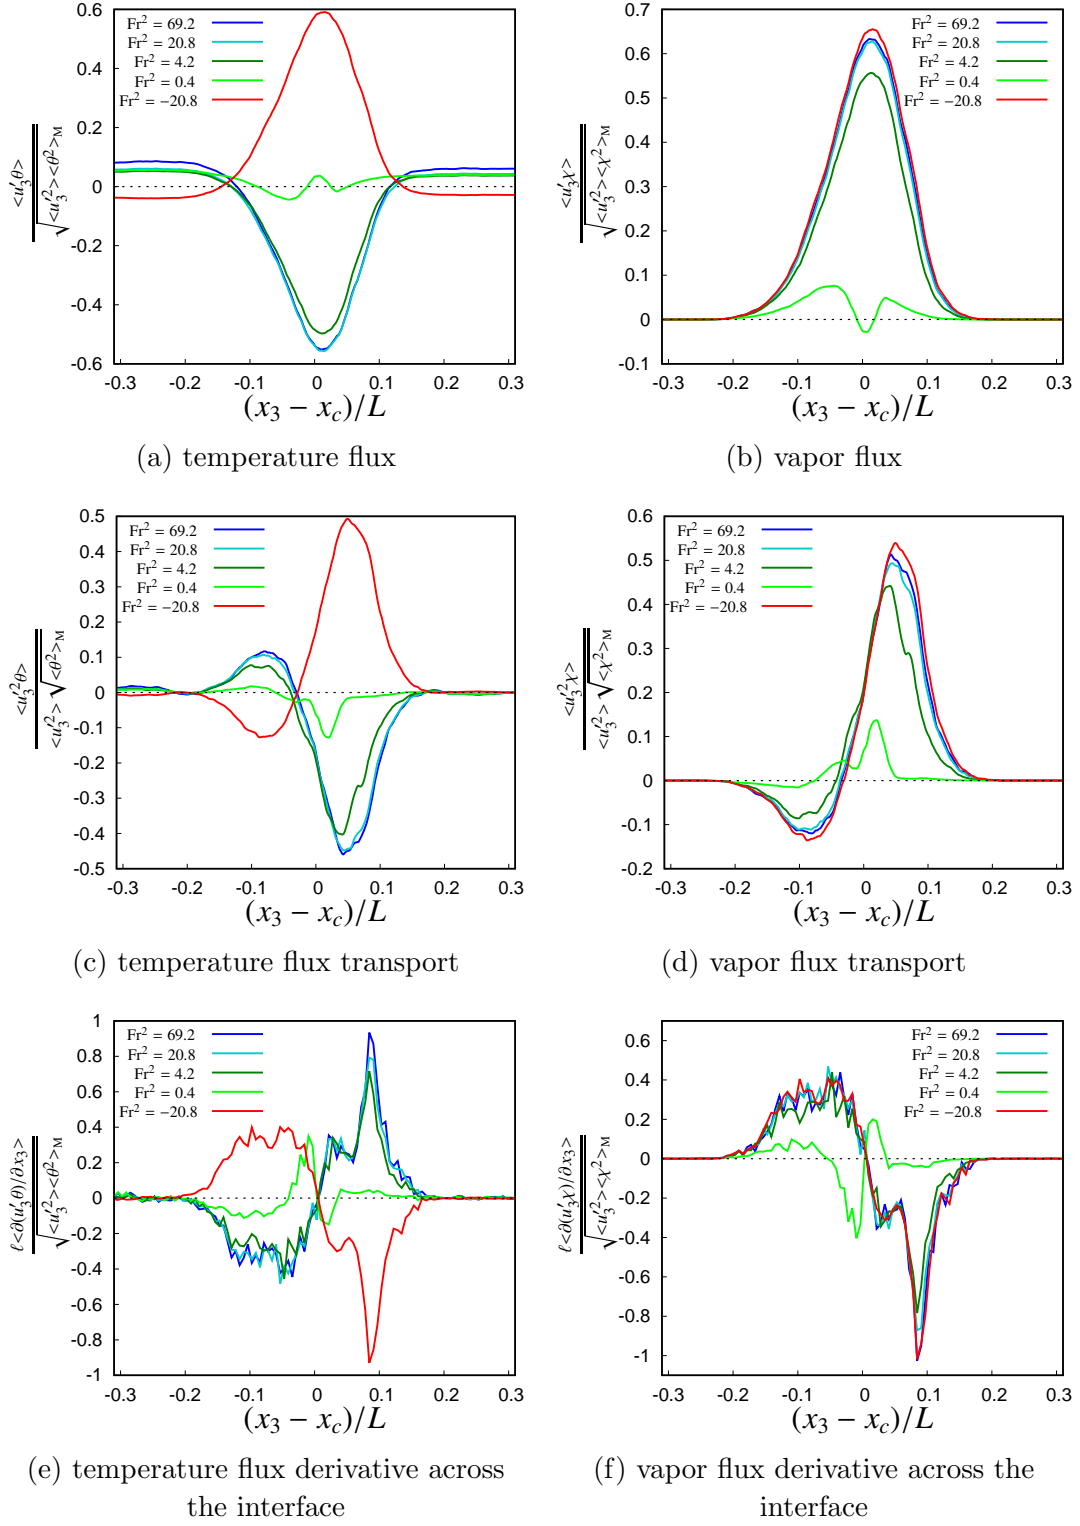 0.6
0.4
0.2
0
-0.2
-0.4
-0.6
Fr² = 69.2
Fr² = 20.8
Fr² = 4.2
Fr² = 0.4
Fr² = −20.8
<u′₃θ>
√<u′₃²><θ²>_M
-0.3 -0.2 -0.1 0 0.1 0.2 0.3
(x₃ − x_c)/L
(a) temperature flux
0.7
0.6
0.5
0.4
0.3
0.2
0.1
0
-0.1
Fr² = 69.2
Fr² = 20.8
Fr² = 4.2
Fr² = 0.4
Fr² = −20.8
<u′₃χ>
√<u′₃²><χ²>_M
-0.3 -0.2 -0.1 0 0.1 0.2 0.3
(x₃ − x_c)/L
(b) vapor flux
0.5
0.4
0.3
0.2
0.1
0
-0.1
-0.2
-0.3
-0.4
-0.5
Fr² = 69.2
Fr² = 20.8
Fr² = 4.2
Fr² = 0.4
Fr² = −20.8
<u′₃²θ>
<u′₃²> √<θ²>_M
-0.3 -0.2 -0.1 0 0.1 0.2 0.3
(x₃ − x_c)/L
(c) temperature flux transport
0.6
0.5
0.4
0.3
0.2
0.1
0
-0.1
-0.2
Fr² = 69.2
Fr² = 20.8
Fr² = 4.2
Fr² = 0.4
Fr² = −20.8
<u′₃²χ>
<u′₃²> √<χ²>_M
-0.3 -0.2 -0.1 0 0.1 0.2 0.3
(x₃ − x_c)/L
(d) vapor flux transport
1
0.8
0.6
0.4
0.2
0
-0.2
-0.4
-0.6
-0.8
-1
Fr² = 69.2
Fr² = 20.8
Fr² = 4.2
Fr² = 0.4
Fr² = −20.8
ℓ<∂(u′₃θ)/∂x₃>
√<u′₃²><θ²>_M
-0.3 -0.2 -0.1 0 0.1 0.2 0.3
(x₃ − x_c)/L
(e) temperature flux derivative across
the interface
0.6
0.4
0.2
0
-0.2
-0.4
-0.6
-0.8
-1
Fr² = 69.2
Fr² = 20.8
Fr² = 4.2
Fr² = 0.4
Fr² = −20.8
ℓ<∂(u′₃χ)/∂x₃>
√<u′₃²><χ²>_M
-0.3 -0.2 -0.1 0 0.1 0.2 0.3
(x₃ − x_c)/L
(f) vapor flux derivative across the
interface